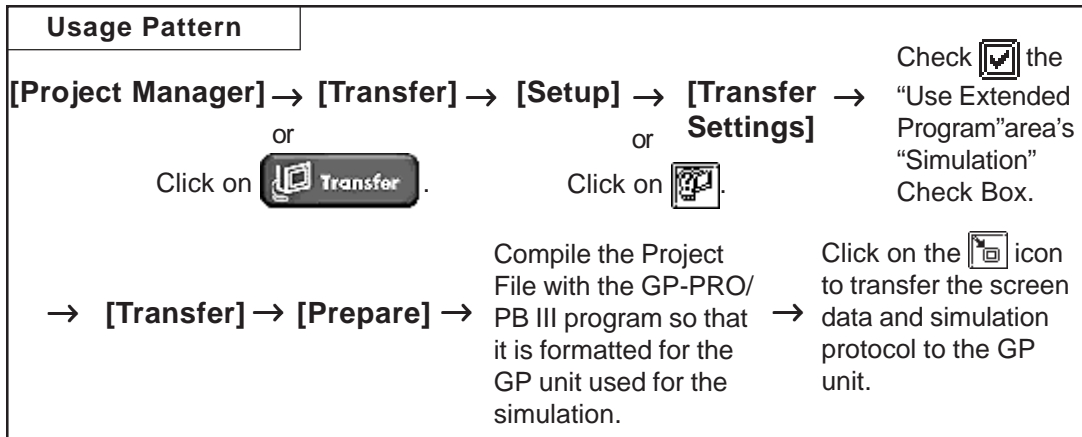 Usage Pattern
[Project Manager] → [Transfer] → [Setup] → [Transfer Settings] →
or
Click on Transfer .
or
Click on .
Check the
“Use Extended
Program”area’s
“Simulation”
Check Box.
→ [Transfer] → [Prepare] →
Compile the Project
File with the GP-PRO/
PB III program so that
it is formatted for the
GP unit used for the
simulation.
→
Click on the icon
to transfer the screen
data and simulation
protocol to the GP
unit.